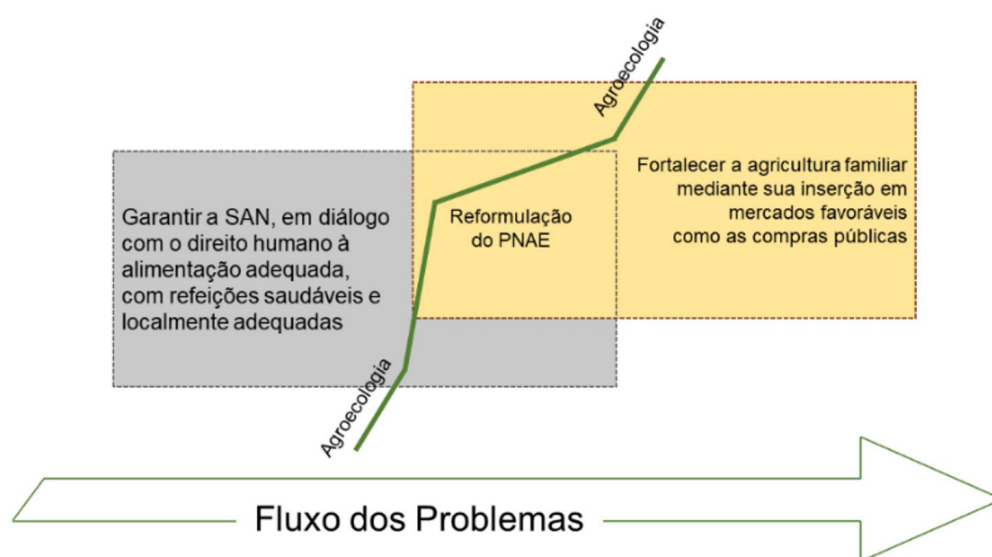 Agroecologia
Garantir a SAN, em diálogo
com o direito humano à
alimentação adequada,
com refeições saudáveis e
localmente adequadas
Reformulação
do PNAE
Fortalecer a agricultura familiar
mediante sua inserção em
mercados favoráveis
como as compras públicas
Agroecologia
Fluxo dos Problemas